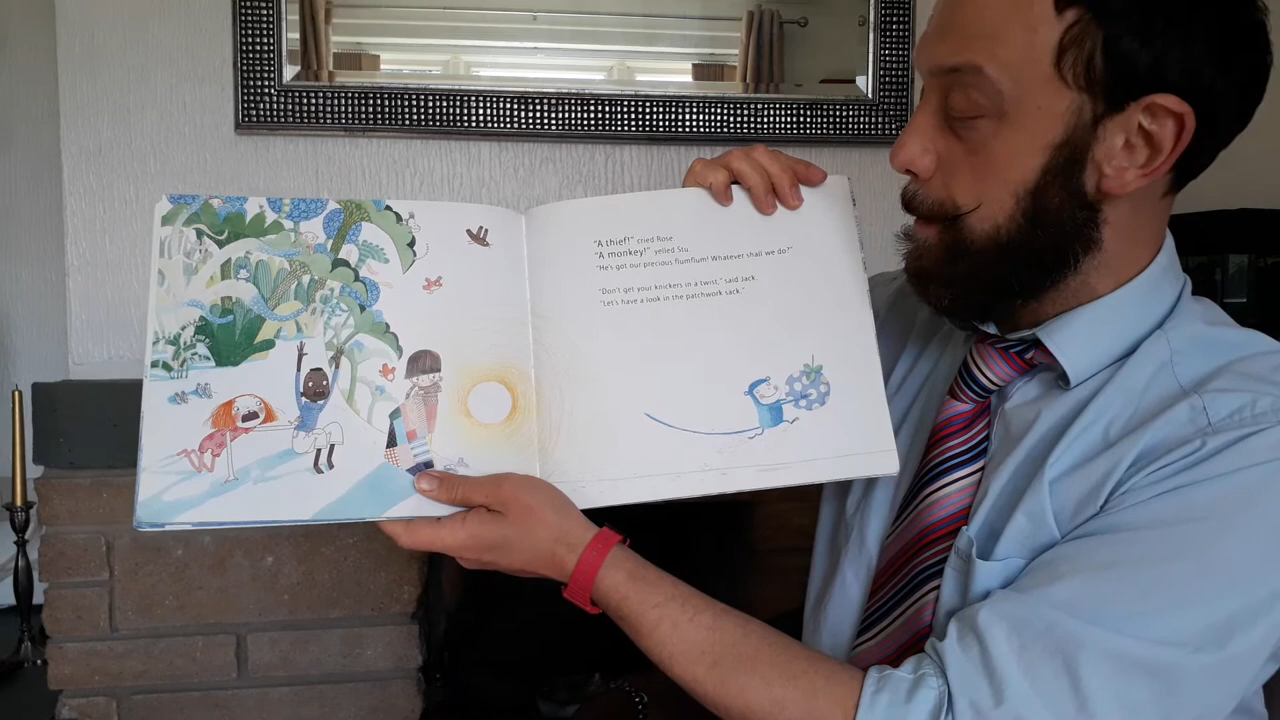 "A thief!" cried Rose.
"A monkey!" yelled Stu.
"He's got our precious flumflum! Whatever shall we do?"
"Don't get your knickers in a twist," said Jack.
"Let's have a look in the patchwork sack."